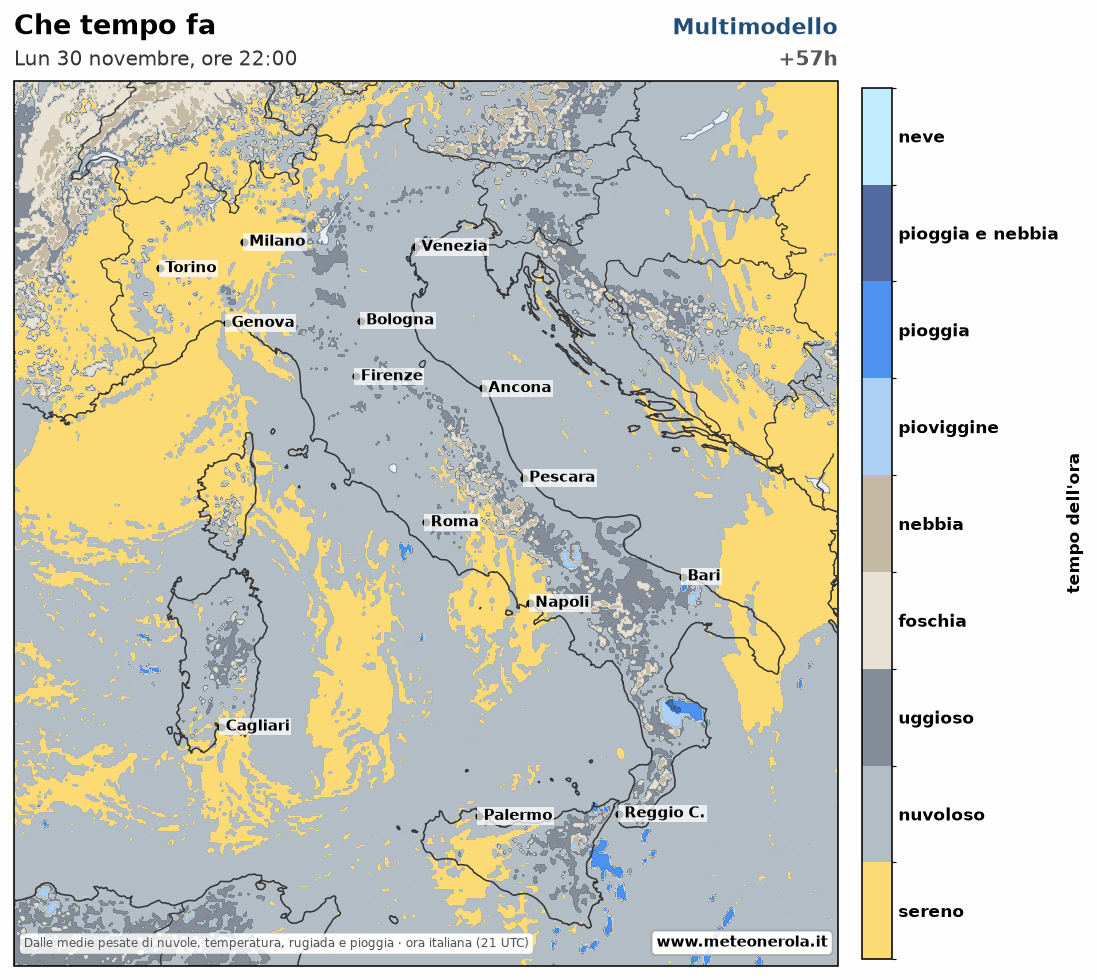 Che tempo fa
Multimodello
Lun 30 novembre, ore 22:00
+57h
neve
pioggia e nebbia
pioggia
pioviggine
nebbia
foschia
uggioso
nuvoloso
sereno
tempo dell'ora
Milano
Venezia
Torino
Genova
Bologna
Firenze
Ancona
Pescara
Roma
Bari
Napoli
Cagliari
Palermo
Reggio C.
Dalle medie pesate di nuvole, temperatura, rugiada e pioggia · ora italiana (21 UTC)
www.meteonerola.it